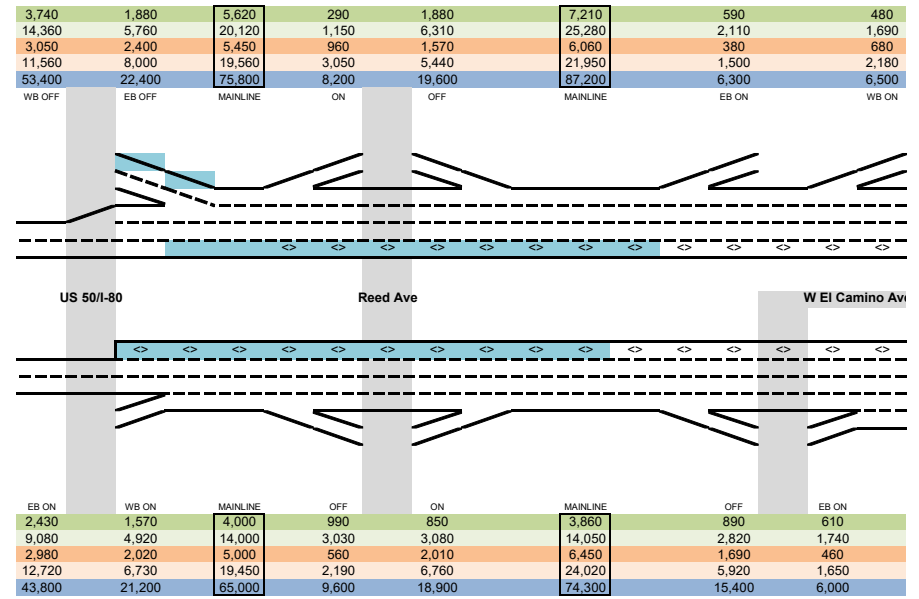 3,740 1,880 5,620 290 1,880 7,210 590 480
14,360 5,760 20,120 1,150 6,310 25,280 2,110 1,690
3,050 2,400 5,450 960 1,570 6,060 380 680
11,560 8,000 19,560 3,050 5,440 21,950 1,500 2,180
53,400 22,400 75,800 8,200 19,600 87,200 6,300 6,500
WB OFF EB OFF MAINLINE ON OFF MAINLINE EB ON WB ON
<> <> <> <> <> <> <> <> <> <> <> <> <>
US 50/I-80 Reed Ave W El Camino Ave
<> <> <> <> <> <> <> <> <> <> <> <> <> <> <> <>
EB ON WB ON MAINLINE OFF ON MAINLINE OFF EB ON
2,430 1,570 4,000 990 850 3,860 890 610
9,080 4,920 14,000 3,030 3,080 14,050 2,820 1,740
2,980 2,020 5,000 560 2,010 6,450 1,690 460
12,720 6,730 19,450 2,190 6,760 24,020 5,920 1,650
43,800 21,200 65,000 9,600 18,900 74,300 15,400 6,000